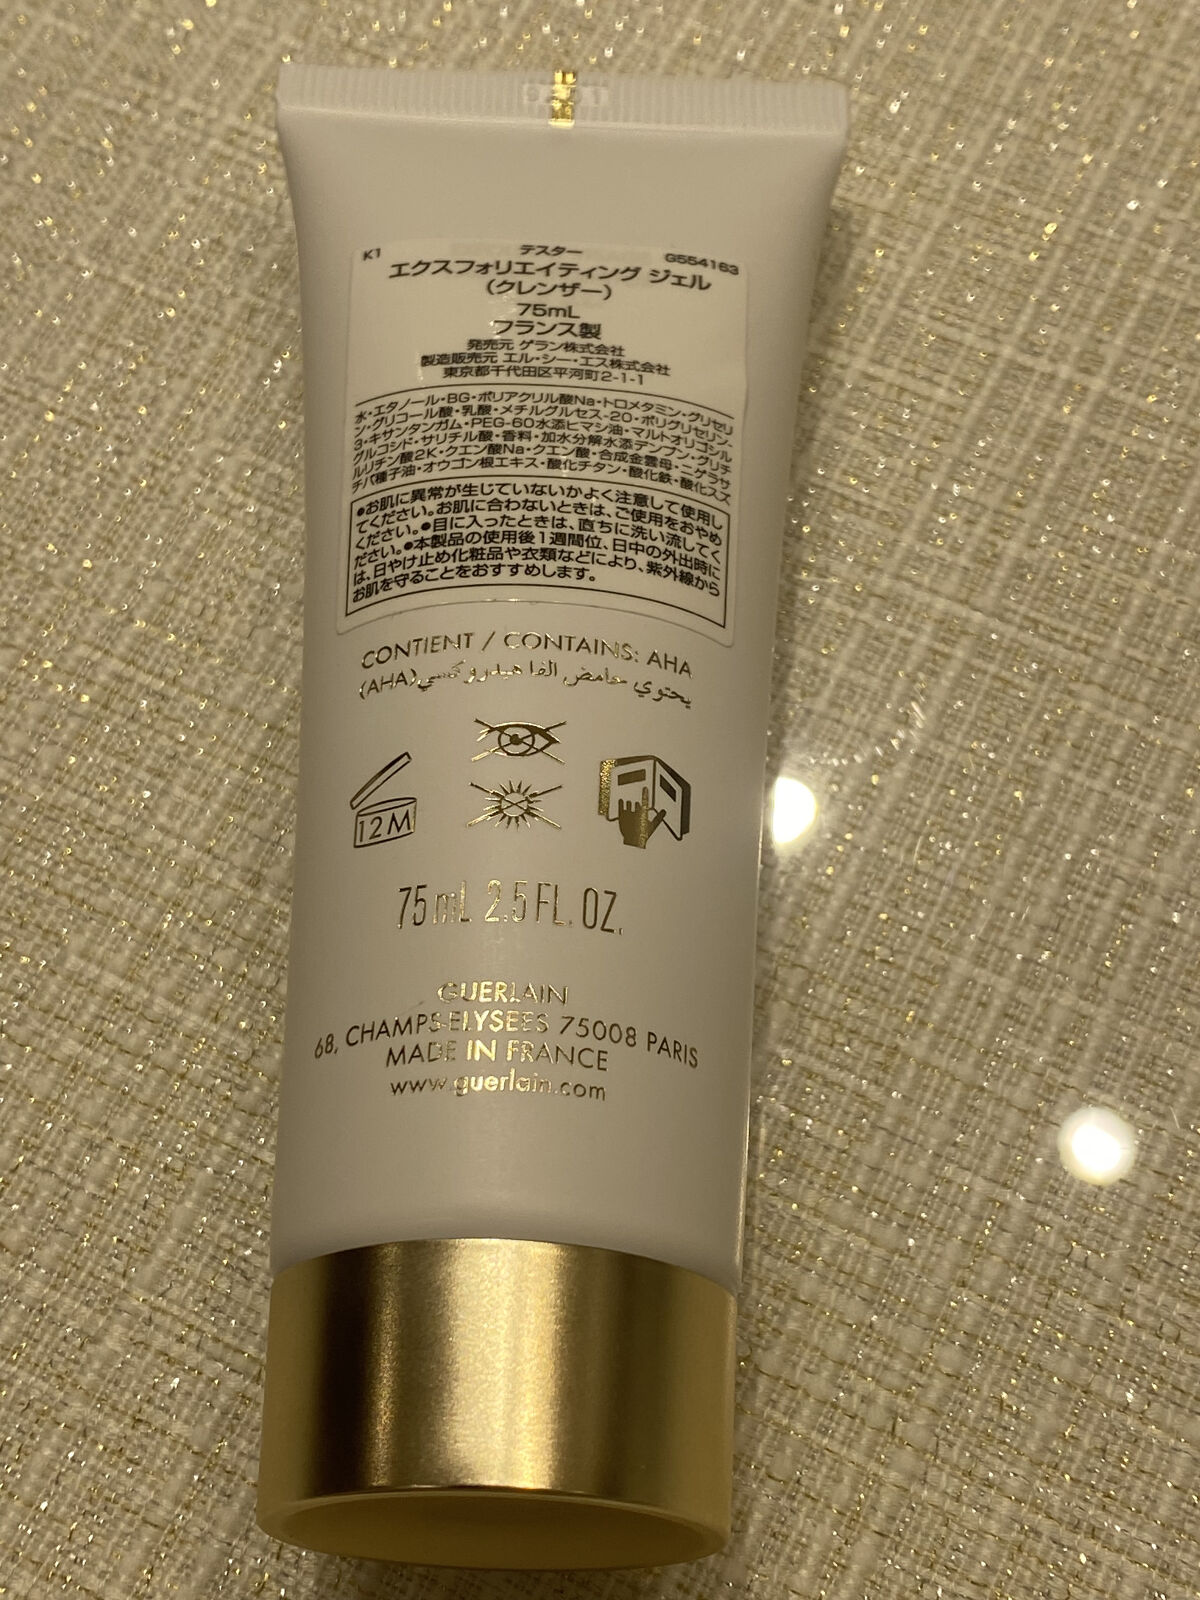 K1
テスター
G554163
エクスフォリエイティング ジェル
(クレンザー)
75mL
フランス製
発売元 ゲラン株式会社
製造販売元 エル・シー・エス株式会社
東京都千代田区平河町2-1-1
水・エタノール・BG・ポリアクリル酸Na・トロメタミン・グリセリ
ン・グリコール酸・乳酸・メチルグルセス-20・ポリグリセリン-
3・キサンタンガム・PEG-60水添ヒマシ油・マルトオリゴシル
グルコシド・サリチル酸・香料・加水分解水添デンプン・グリチ
ルリチン酸2K・クエン酸Na・クエン酸・合成金雲母・ニゲラサ
チバ種子油・オウゴン根エキス・酸化チタン・酸化鉄・酸化スズ
●お肌に異常が生じていないかよく注意して使用し
てください。お肌に合わないときは、ご使用をおやめ
ください。●目に入ったときは、直ちに洗い流してく
ださい。●本製品の使用後1週間位、日中の外出時に
は、日やけ止め化粧品や衣類などにより、紫外線から
お肌を守ることをおすすめします。
CONTIENT / CONTAINS: AHA
يحتوي حامض الفا هيدروكسي(AHA)
12M
75 mL 2.5 FL. OZ.
GUERLAIN
68, CHAMPS-ELYSEES 75008 PARIS
MADE IN FRANCE
www.guerlain.com